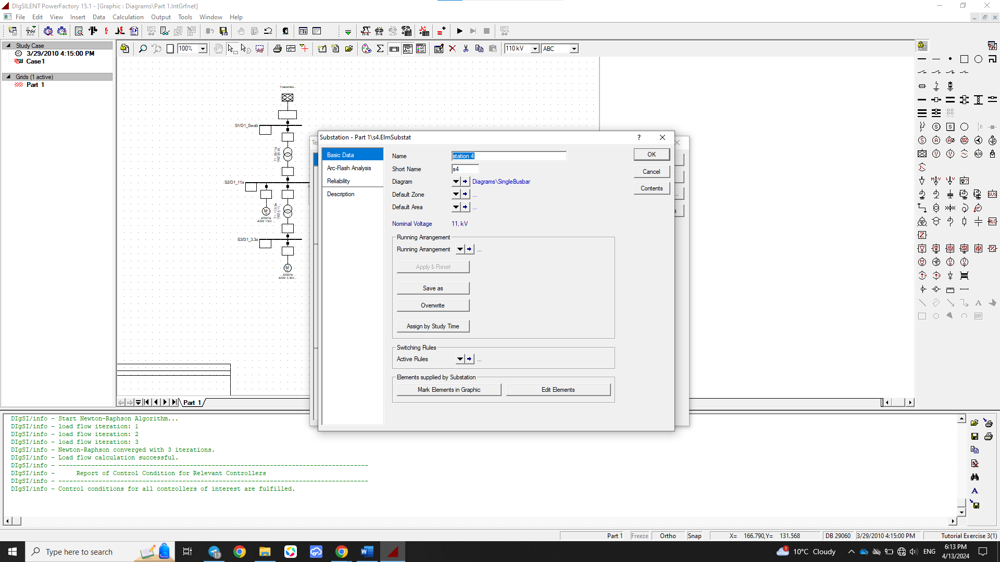 DIgSILENT PowerFactory 15.1 - [Graphic : Diagrams\Part 1.IntGrfnet]
File Edit View Insert Data Calculation Output Tools Window Help
100%
110 kV
ABC
Study Case
3/29/2010 4:15:00 PM
Case1
Grids (1 active)
Part 1
S1/D1_Swab
S2/D1_11a
S3/D1_3.3a
ASM1a
ASM 11kV ...
ASM1b
ASM 3.3kV...
Substation - Part 1\s4.ElmSubstat
?
Basic Data
Arc-Flash Analysis
Reliability
Description
Name station 4
Short Name s4
Diagram Diagrams\SingleBusbar
Default Zone ...
Default Area ...
Nominal Voltage 11, kV
Running Arrangement
Running Arrangement ...
Apply & Reset
Save as
Overwrite
Assign by Study Time
Switching Rules
Active Rules ...
Elements supplied by Substation
Mark Elements in Graphic
Edit Elements
OK
Cancel
Contents
Part 1
DIgSI/info - Start Newton-Raphson Algorithm...
DIgSI/info - load flow iteration: 1
DIgSI/info - load flow iteration: 2
DIgSI/info - load flow iteration: 3
DIgSI/info - Newton-Raphson converged with 3 iterations.
DIgSI/info - Load flow calculation successful.
DIgSI/info - -------------------------------------------------------------------------------------
DIgSI/info - Report of Control Condition for Relevant Controllers
DIgSI/info - -------------------------------------------------------------------------------------
DIgSI/info - Control conditions for all controllers of interest are fulfilled.
Part 1 Freeze Ortho Snap X= 166.790,Y= 131.568 DB 29060 3/29/2010 4:15:00 PM Tutorial Exercise 3(1)
Type here to search
13
1
10°C Cloudy
ENG
6:13 PM
4/13/2024